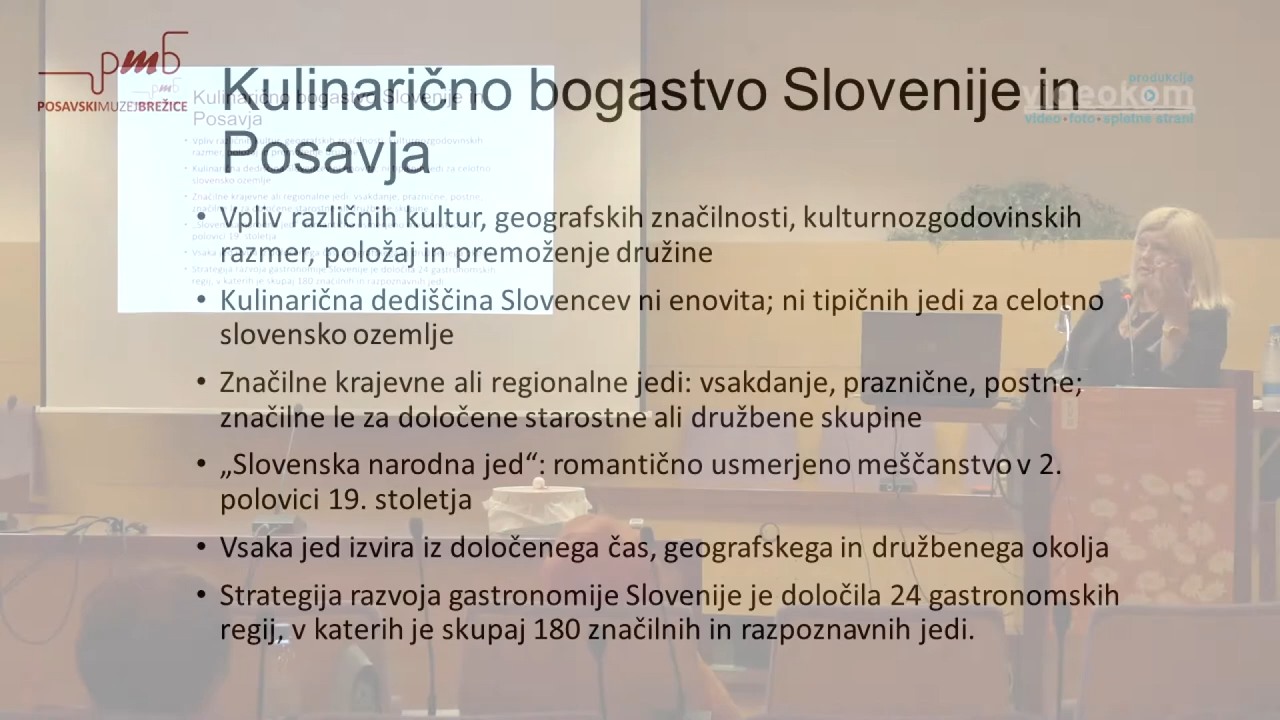 pmb
POSAVSKIMUZEJBREŽICE
Kulinarično bogastvo Slovenije in
Posavja
produkcija
videokom
video • foto • spletne strani
• Vpliv različnih kultur, geografskih značilnosti, kulturnozgodovinskih
razmer, položaj in premoženje družine
• Kulinarična dediščina Slovencev ni enovita; ni tipičnih jedi za celotno
slovensko ozemlje
• Značilne krajevne ali regionalne jedi: vsakdanje, praznične, postne;
značilne le za določene starostne ali družbene skupine
• „Slovenska narodna jed“: romantično usmerjeno meščanstvo v 2.
polovici 19. stoletja
• Vsaka jed izvira iz določenega čas, geografskega in družbenega okolja
• Strategija razvoja gastronomije Slovenije je določila 24 gastronomskih
regij, v katerih je skupaj 180 značilnih in razpoznavnih jedi.